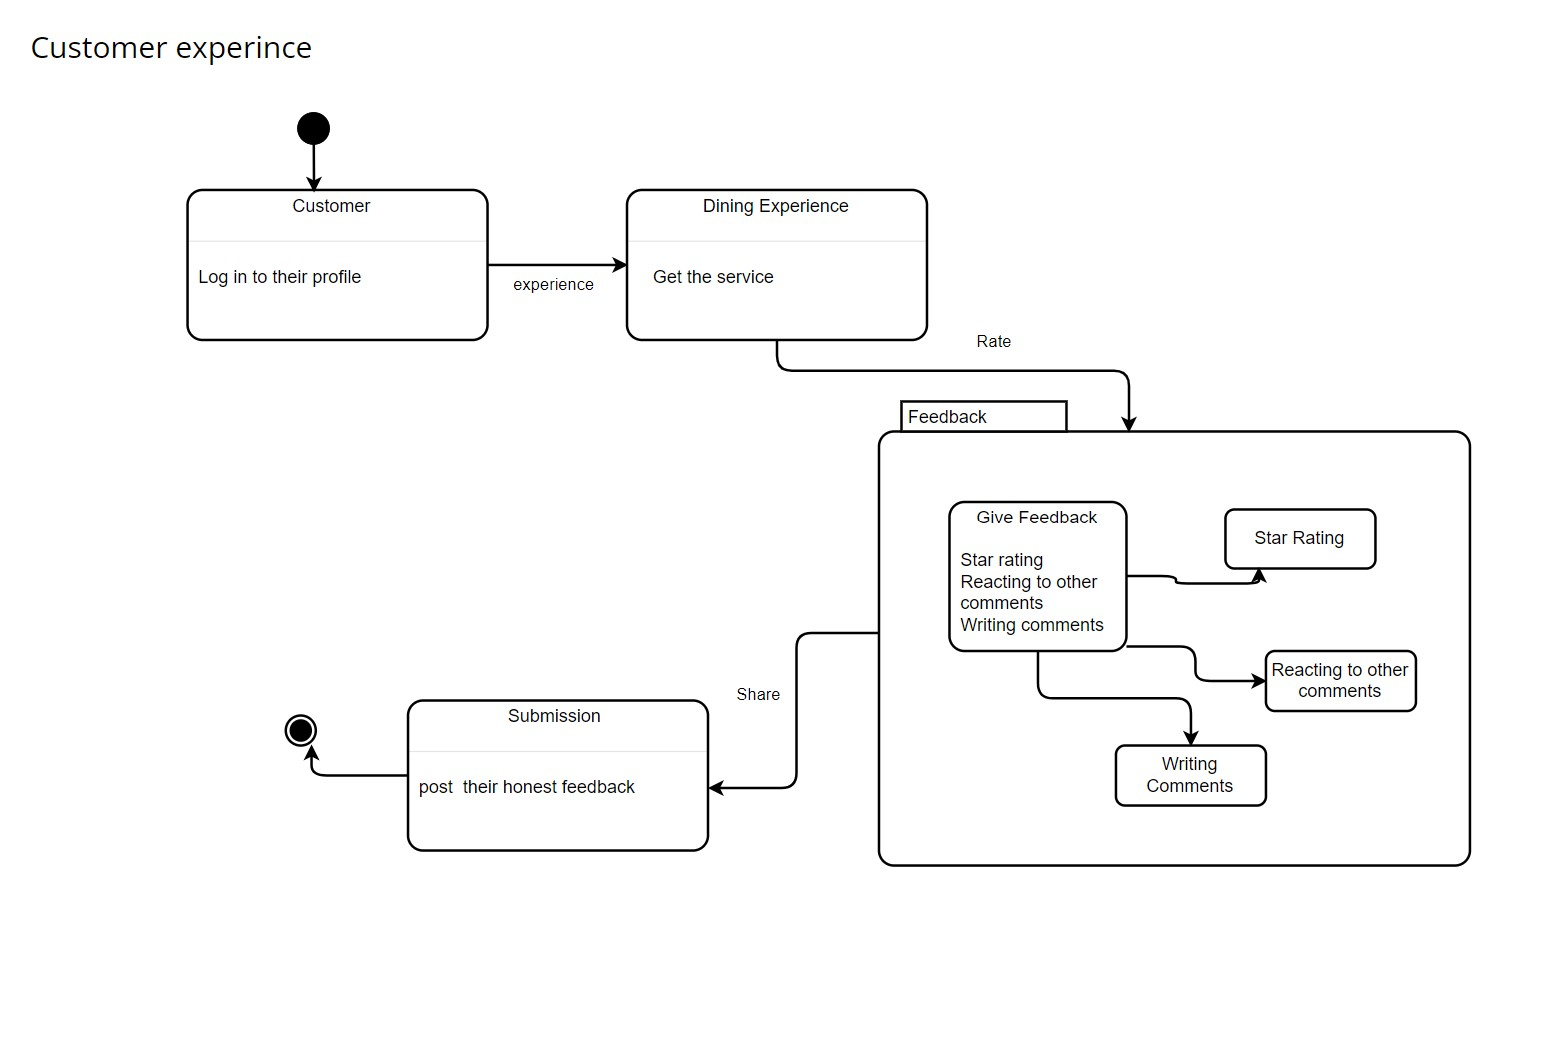 Customer experince
Customer
Log in to their profile
experience
Dining Experience
Get the service
Rate
Feedback
Give Feedback
Star rating
Reacting to other
comments
Writing comments
Star Rating
Reacting to other
comments
Writing
Comments
Share
Submission
post  their honest feedback